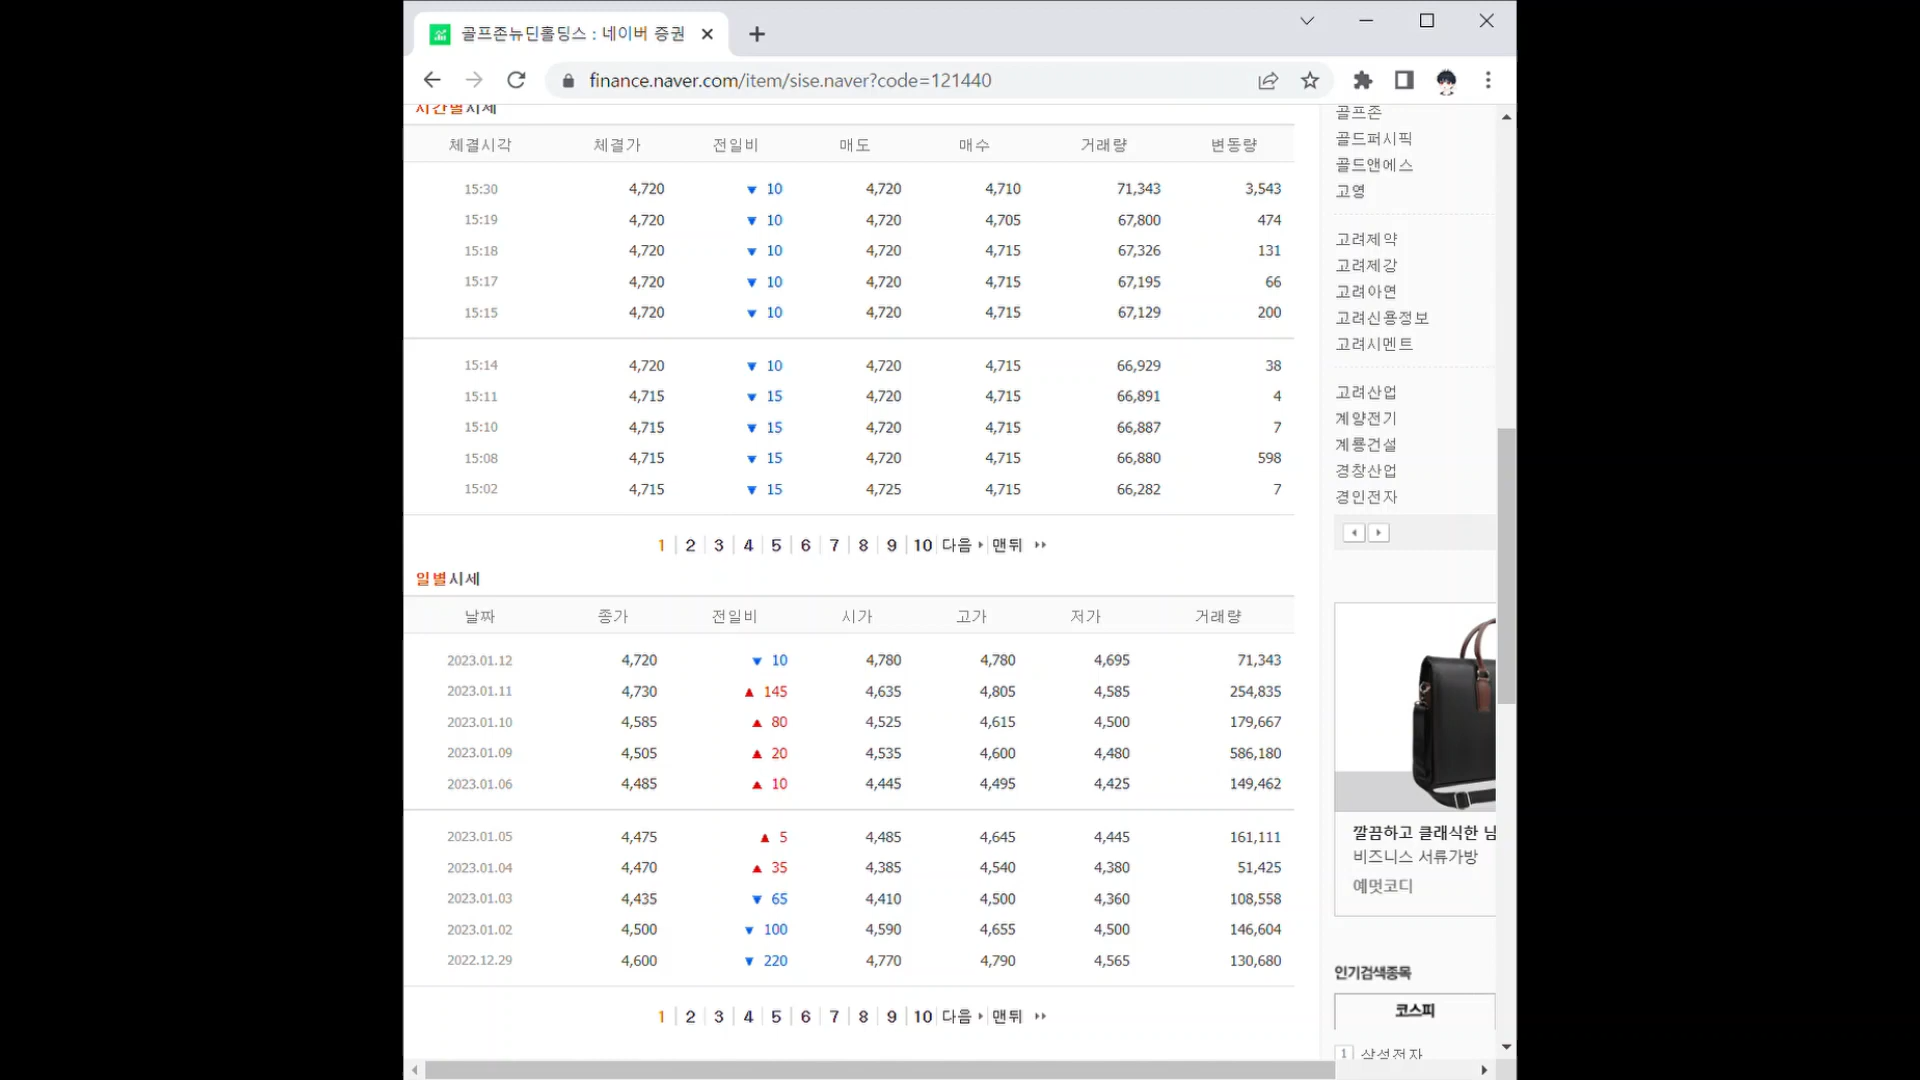 골프존뉴딘홀딩스 : 네이버 증권
finance.naver.com/item/sise.naver?code=121440
시간별시세
체결시각 체결가 전일비 매도 매수 거래량 변동량
15:30 4,720 ▼ 10 4,720 4,710 71,343 3,543
15:19 4,720 ▼ 10 4,720 4,705 67,800 474
15:18 4,720 ▼ 10 4,720 4,715 67,326 131
15:17 4,720 ▼ 10 4,720 4,715 67,195 66
15:15 4,720 ▼ 10 4,720 4,715 67,129 200
15:14 4,720 ▼ 10 4,720 4,715 66,929 38
15:11 4,715 ▼ 15 4,720 4,715 66,891 4
15:10 4,715 ▼ 15 4,720 4,715 66,887 7
15:08 4,715 ▼ 15 4,720 4,715 66,880 598
15:02 4,715 ▼ 15 4,725 4,715 66,282 7
1 2 3 4 5 6 7 8 9 10 다음 맨뒤
일별시세
날짜 종가 전일비 시가 고가 저가 거래량
2023.01.12 4,720 ▼ 10 4,780 4,780 4,695 71,343
2023.01.11 4,730 ▲ 145 4,635 4,805 4,585 254,835
2023.01.10 4,585 ▲ 80 4,525 4,615 4,500 179,667
2023.01.09 4,505 ▲ 20 4,535 4,600 4,480 586,180
2023.01.06 4,485 ▲ 10 4,445 4,495 4,425 149,462
2023.01.05 4,475 ▲ 5 4,485 4,645 4,445 161,111
2023.01.04 4,470 ▲ 35 4,385 4,540 4,380 51,425
2023.01.03 4,435 ▼ 65 4,410 4,500 4,360 108,558
2023.01.02 4,500 ▼ 100 4,590 4,655 4,500 146,604
2022.12.29 4,600 ▼ 220 4,770 4,790 4,565 130,680
1 2 3 4 5 6 7 8 9 10 다음 맨뒤
골프존
골드퍼시픽
골드앤에스
고영
고려제약
고려제강
고려아연
고려신용정보
고려시멘트
고려산업
계양전기
계룡건설
경창산업
경인전자
깔끔하고 클래식한 남
비즈니스 서류가방
예멋코디
인기검색종목
코스피
1 삼성전자